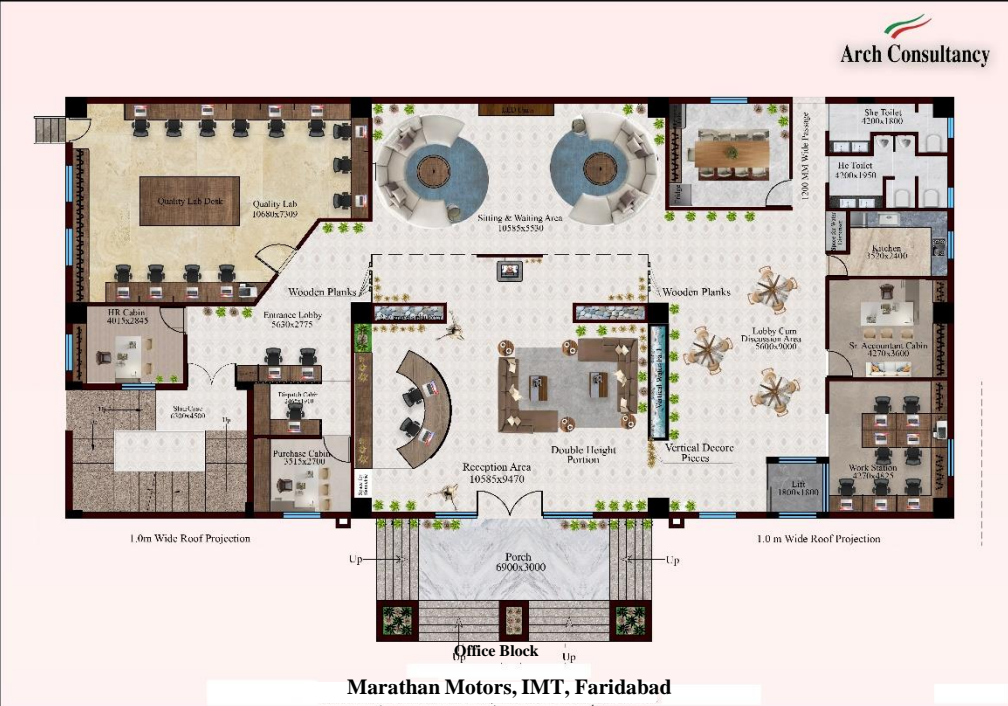 Arch Consultancy
LED Unit
She Toilet
4200x1800
1200 MM Wide Passage
He Toilet
4200x1950
Quality Lab Desk
Quality Lab
10680x7309
Sitting & Waiting Area
10585x5530
Kitchen
3520x2400
Wooden Planks
Wooden Planks
HR Cabin
4015x2845
Entrance Lobby
5630x2775
Lobby Cum
Discussion Area
5600x9000
Sr. Accountant Cabin
4270x3600
Dispatch Cabin
StairCase
6300x4500
Up
Up
Purchase Cabin
3515x2700
Double Height
Portion
Vertical Decore
Pieces
Reception Area
10585x9470
Work Station
4270x4825
Lift
1800x1800
1.0m Wide Roof Projection
1.0 m Wide Roof Projection
Up
Porch
6900x3000
Up
Office Block
Up
Up
Marathan Motors, IMT, Faridabad